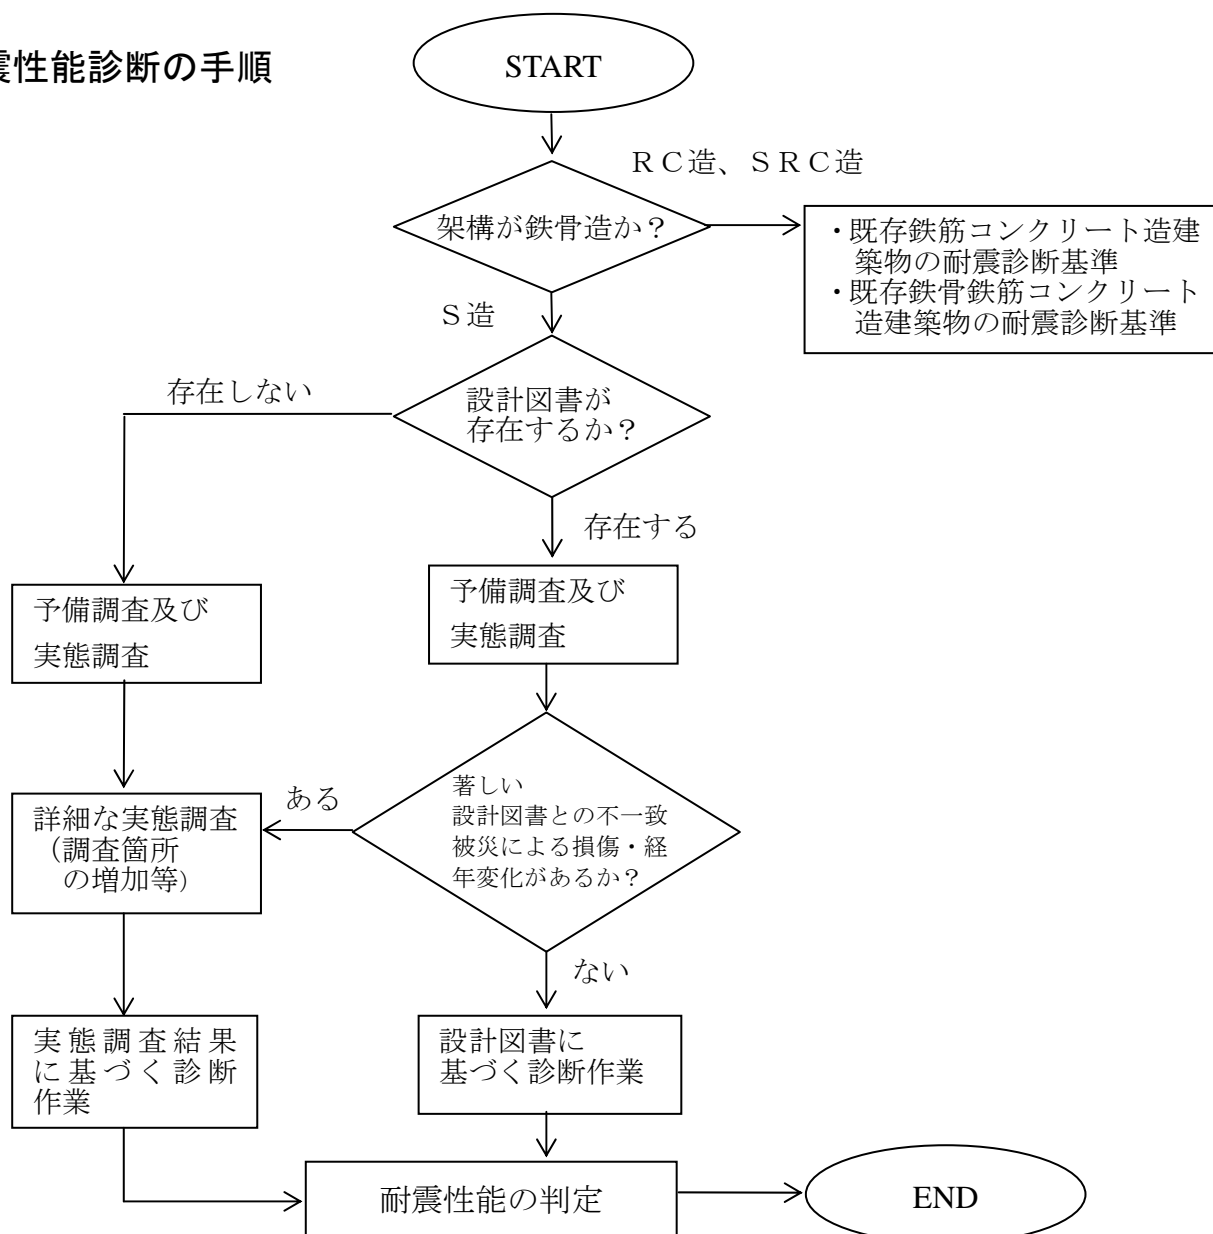 震性能診断の手順
START
ＲＣ造、ＳＲＣ造
架構が鉄骨造か？
・既存鉄筋コンクリート造建
築物の耐震診断基準
・既存鉄骨鉄筋コンクリート
造建築物の耐震診断基準
Ｓ造
存在しない
設計図書が
存在するか？
存在する
予備調査及び
実態調査
予備調査及び
実態調査
著しい
設計図書との不一致
被災による損傷・経
年変化があるか？
ある
詳細な実態調査
（調査箇所
の増加等）
ない
実態調査結果
に基づく診断
作業
設計図書に
基づく診断作業
耐震性能の判定
END